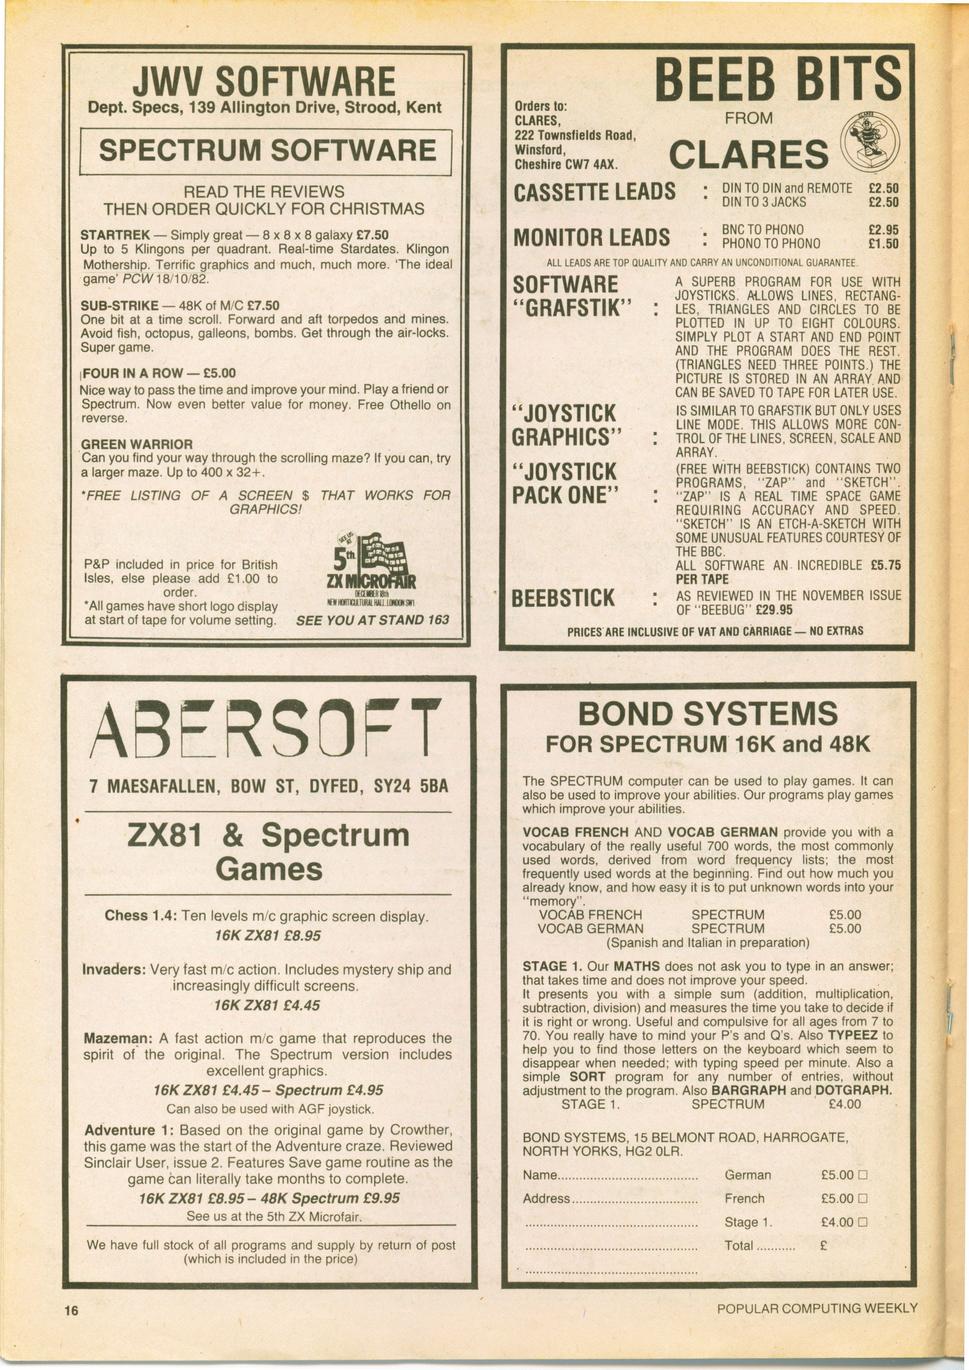 JWV SOFTWARE
Dept. Specs, 139 Allington Drive, Strood, Kent
SPECTRUM SOFTWARE
READ THE REVIEWS
THEN ORDER QUICKLY FOR CHRISTMAS
STARTREK — Simply great — 8 x 8 x 8 galaxy £7.50
Up to 5 Klingons per quadrant. Real-time Stardates. Klingon
Mothership. Terrific graphics and much, much more. 'The ideal
game' PCW 18/10/82.
SUB-STRIKE — 48K of M/C £7.50
One bit at a time scroll. Forward and aft torpedos and mines.
Avoid fish, octopus, galleons, bombs. Get through the air-locks.
Super game.
FOUR IN A ROW — £5.00
Nice way to pass the time and improve your mind. Play a friend or
Spectrum. Now even better value for money. Free Othello on
reverse.
GREEN WARRIOR
Can you find your way through the scrolling maze? If you can, try
a larger maze. Up to 400 x 32+.
*FREE LISTING OF A SCREEN $ THAT WORKS FOR
GRAPHICS!
P&P included in price for British
Isles, else please add £1.00 to
order.
*All games have short logo display
at start of tape for volume setting.
SEE US AT
5th
ZX MICROFAIR
DECEMBER 18th
NEW HORTICULTURAL HALL, LONDON SW1
SEE YOU AT STAND 163
BEEB BITS
FROM
CLARES
CLARES
Orders to:
CLARES,
222 Townsfields Road,
Winsford,
Cheshire CW7 4AX.
CASSETTE LEADS : DIN TO DIN and REMOTE £2.50
DIN TO 3 JACKS £2.50
MONITOR LEADS : BNC TO PHONO £2.95
PHONO TO PHONO £1.50
ALL LEADS ARE TOP QUALITY AND CARRY AN UNCONDITIONAL GUARANTEE.
SOFTWARE
"GRAFSTIK" :
A SUPERB PROGRAM FOR USE WITH
JOYSTICKS. ALLOWS LINES, RECTANG-
LES, TRIANGLES AND CIRCLES TO BE
PLOTTED IN UP TO EIGHT COLOURS.
SIMPLY PLOT A START AND END POINT
AND THE PROGRAM DOES THE REST.
(TRIANGLES NEED THREE POINTS.) THE
PICTURE IS STORED IN AN ARRAY AND
CAN BE SAVED TO TAPE FOR LATER USE.
"JOYSTICK
GRAPHICS" :
IS SIMILAR TO GRAFSTIK BUT ONLY USES
LINE MODE. THIS ALLOWS MORE CON-
TROL OF THE LINES, SCREEN, SCALE AND
ARRAY.
"JOYSTICK
PACK ONE" :
(FREE WITH BEEBSTICK) CONTAINS TWO
PROGRAMS, "ZAP" and "SKETCH".
"ZAP" IS A REAL TIME SPACE GAME
REQUIRING ACCURACY AND SPEED.
"SKETCH" IS AN ETCH-A-SKETCH WITH
SOME UNUSUAL FEATURES COURTESY OF
THE BBC.
ALL SOFTWARE AN INCREDIBLE £5.75
PER TAPE
BEEBSTICK :
AS REVIEWED IN THE NOVEMBER ISSUE
OF "BEEBUG" £29.95
PRICES ARE INCLUSIVE OF VAT AND CARRIAGE — NO EXTRAS
ABERSOFT
7 MAESAFALLEN, BOW ST, DYFED, SY24 5BA
ZX81 & Spectrum
Games
Chess 1.4: Ten levels m/c graphic screen display.
16K ZX81 £8.95
Invaders: Very fast m/c action. Includes mystery ship and
increasingly difficult screens.
16K ZX81 £4.45
Mazeman: A fast action m/c game that reproduces the
spirit of the original. The Spectrum version includes
excellent graphics.
16K ZX81 £4.45 – Spectrum £4.95
Can also be used with AGF joystick.
Adventure 1: Based on the original game by Crowther,
this game was the start of the Adventure craze. Reviewed
Sinclair User, issue 2. Features Save game routine as the
game can literally take months to complete.
16K ZX81 £8.95 – 48K Spectrum £9.95
See us at the 5th ZX Microfair.
We have full stock of all programs and supply by return of post
(which is included in the price)
BOND SYSTEMS
FOR SPECTRUM 16K and 48K
The SPECTRUM computer can be used to play games. It can
also be used to improve your abilities. Our programs play games
which improve your abilities.
VOCAB FRENCH AND VOCAB GERMAN provide you with a
vocabulary of the really useful 700 words, the most commonly
used words, derived from word frequency lists; the most
frequently used words at the beginning. Find out how much you
already know, and how easy it is to put unknown words into your
"memory".
VOCAB FRENCH SPECTRUM £5.00
VOCAB GERMAN SPECTRUM £5.00
(Spanish and Italian in preparation)
STAGE 1. Our MATHS does not ask you to type in an answer;
that takes time and does not improve your speed.
It presents you with a simple sum (addition, multiplication,
subtraction, division) and measures the time you take to decide if
it is right or wrong. Useful and compulsive for all ages from 7 to
70. You really have to mind your P's and Q's. Also TYPEEZ to
help you to find those letters on the keyboard which seem to
disappear when needed; with typing speed per minute. Also a
simple SORT program for any number of entries, without
adjustment to the program. Also BARGRAPH and DOTGRAPH.
STAGE 1. SPECTRUM £4.00
BOND SYSTEMS, 15 BELMONT ROAD, HARROGATE,
NORTH YORKS, HG2 0LR.
Name.......................................... German £5.00 □
Address...................................... French £5.00 □
.................................................... Stage 1. £4.00 □
.................................................... Total ........... £
....................................................
16
POPULAR COMPUTING WEEKLY